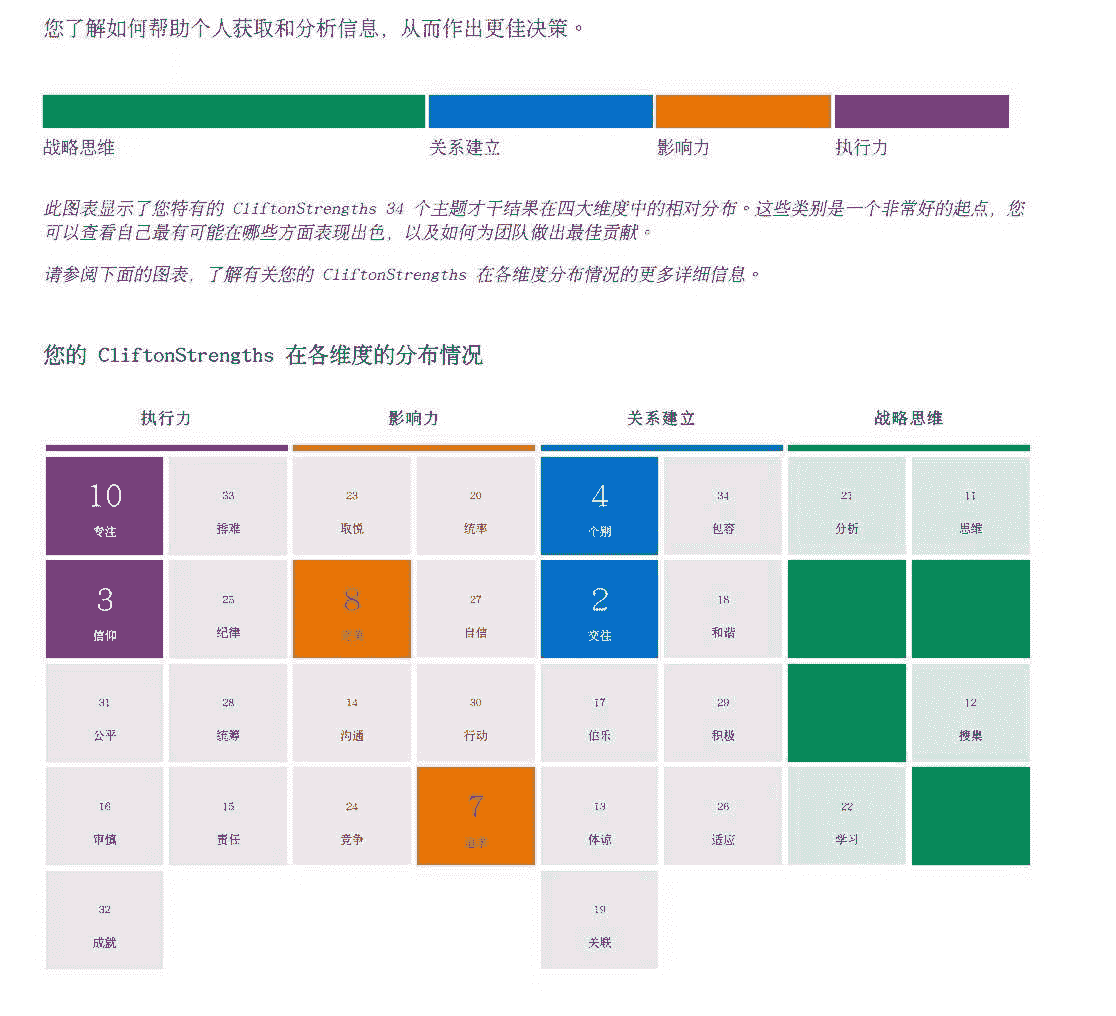 您了解如何帮助个人获取和分析信息，从而作出更佳决策。
战略思维 关系建立 影响力 执行力
此图表显示了您特有的 CliftonStrengths 34 个主题才干结果在四大维度中的相对分布。这些类别是一个非常好的起点，您
可以查看自己最有可能在哪些方面表现出色，以及如何为团队做出最佳贡献。
请参阅下面的图表，了解有关您的 CliftonStrengths 在各维度分布情况的更多详细信息。
您的 CliftonStrengths 在各维度的分布情况
执行力 影响力 关系建立 战略思维
10 33 23 20 4 34 21 11
专注 排难 取悦 统率 个别 包容 分析 思维
3 25 8 27 2 18
信仰 纪律 自信 交往 和谐
31 28 14 30 17 29 12
公平 统筹 沟通 行动 伯乐 积极 搜集
16 15 24 7 13 26 22
审慎 责任 竞争 追求 体谅 适应 学习
32 19
成就 关联